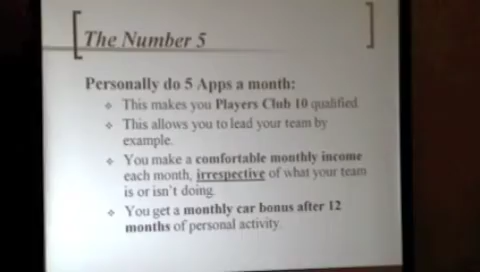 The Number 5
Personally do 5 Apps a month:
This makes you Players Club 10 qualified.
This allows you to lead your team by
example.
You make a comfortable monthly income
each month, irrespective of what your team
is or isn't doing.
You get a monthly car bonus after 12
months of personal activity.